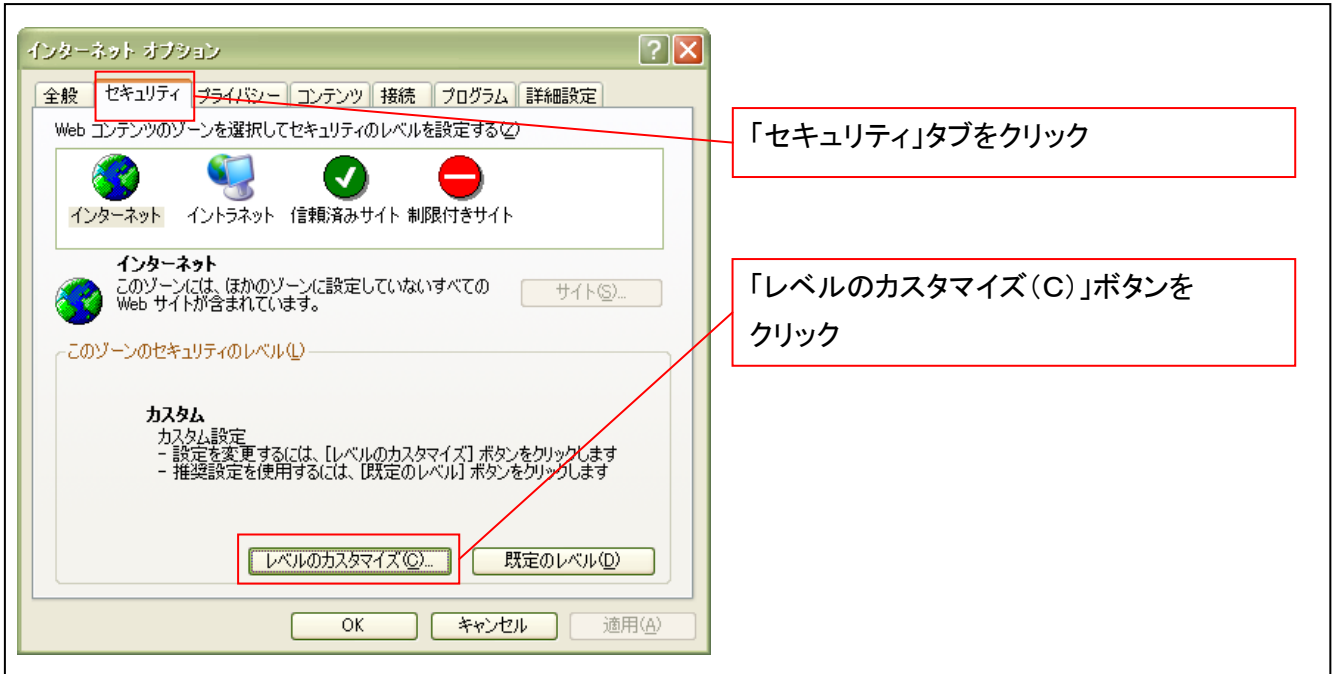 インターネット オプション
全般 セキュリティ プライバシー コンテンツ 接続 プログラム 詳細設定
Web コンテンツのゾーンを選択してセキュリティのレベルを設定する(Z)
インターネット イントラネット 信頼済みサイト 制限付きサイト
インターネット
このゾーンには、ほかのゾーンに設定していないすべての
Web サイトが含まれています。
サイト(S)...
このゾーンのセキュリティのレベル(L)
カスタム
カスタム設定
- 設定を変更するには、[レベルのカスタマイズ] ボタンをクリックします
- 推奨設定を使用するには、[既定のレベル] ボタンをクリックします
レベルのカスタマイズ(C)... 既定のレベル(D)
OK キャンセル 適用(A)
「セキュリティ」タブをクリック
「レベルのカスタマイズ(C)」ボタンを
クリック